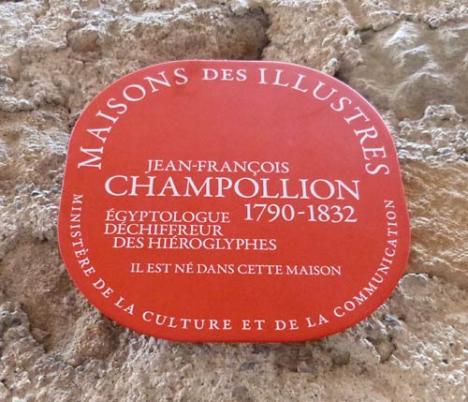 MAISONS DES ILLUSTRES
JEAN-FRANÇOIS
CHAMPOLLION
ÉGYPTOLOGUE 1790-1832
DÉCHIFFREUR
DES HIÉROGLYPHES
IL EST NÉ DANS CETTE MAISON
MINISTÈRE DE LA CULTURE ET DE LA COMMUNICATION